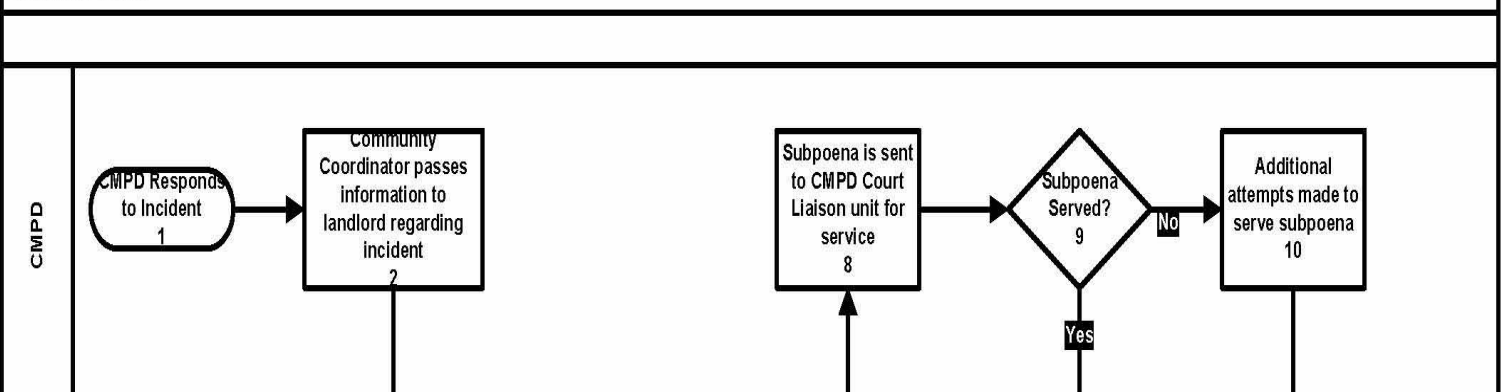 CMPD
CMPD Responds
to Incident
1
Community
Coordinator passes
information to
landlord regarding
incident
2
Subpoena is sent
to CMPD Court
Liaison unit for
service
8
Subpoena
Served?
9
No
Yes
Additional
attempts made to
serve subpoena
10